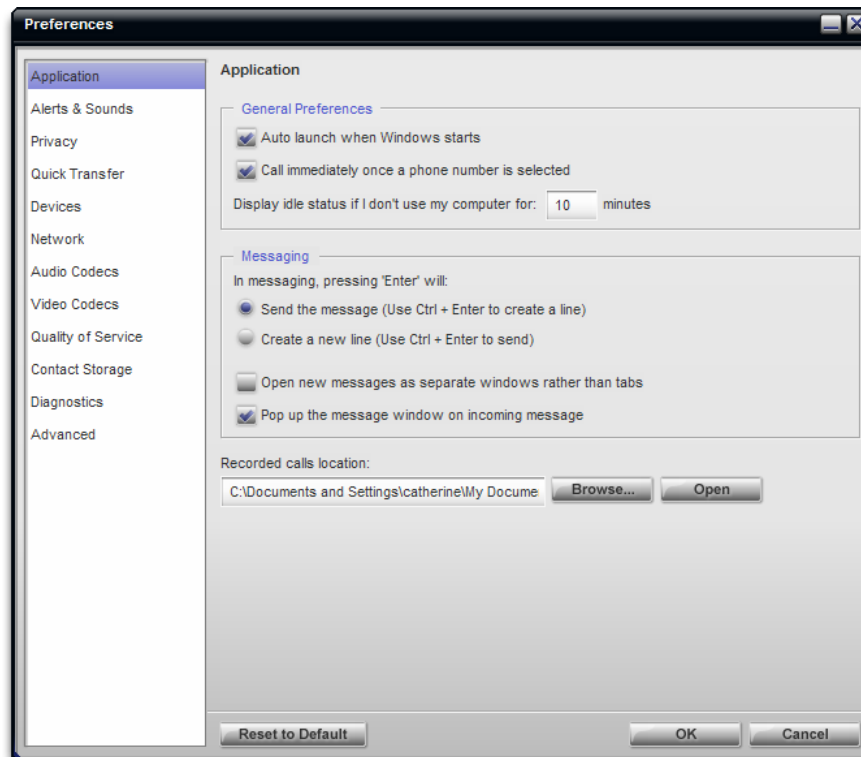 Preferences
Application
Alerts & Sounds
Privacy
Quick Transfer
Devices
Network
Audio Codecs
Video Codecs
Quality of Service
Contact Storage
Diagnostics
Advanced
Application
General Preferences
Auto launch when Windows starts
Call immediately once a phone number is selected
Display idle status if I don't use my computer for: 10 minutes
Messaging
In messaging, pressing 'Enter' will:
Send the message (Use Ctrl + Enter to create a line)
Create a new line (Use Ctrl + Enter to send)
Open new messages as separate windows rather than tabs
Pop up the message window on incoming message
Recorded calls location:
C:\Documents and Settings\catherine\My Docume Browse... Open
Reset to Default OK Cancel